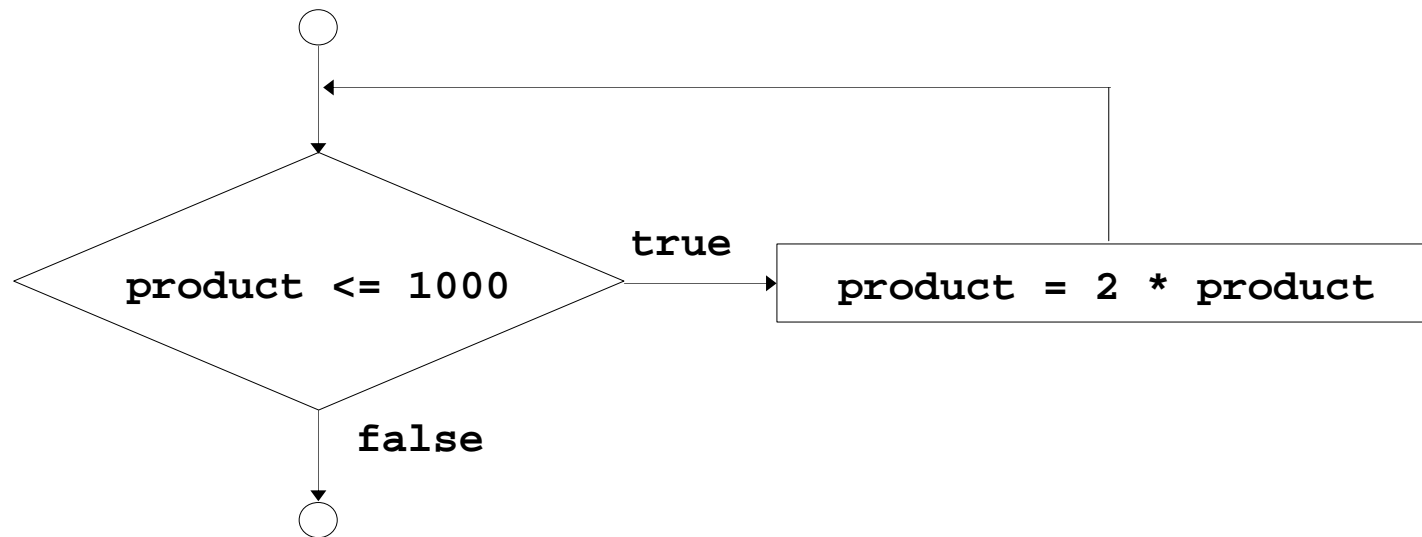 true
product <= 1000
product = 2 * product
false